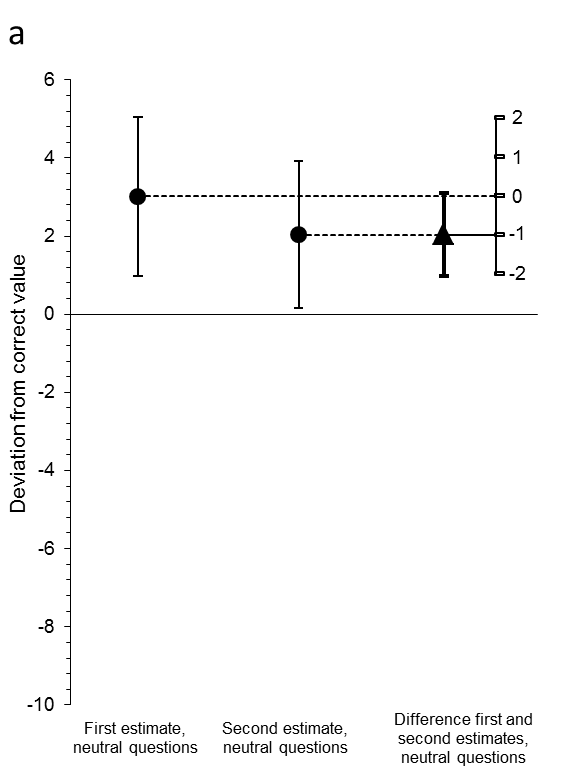 a
6
4
2
0
-2
-4
-6
-8
-10
Deviation from correct value
2
1
0
-1
-2
First estimate,
neutral questions
Second estimate,
neutral questions
Difference first and
second estimates,
neutral questions